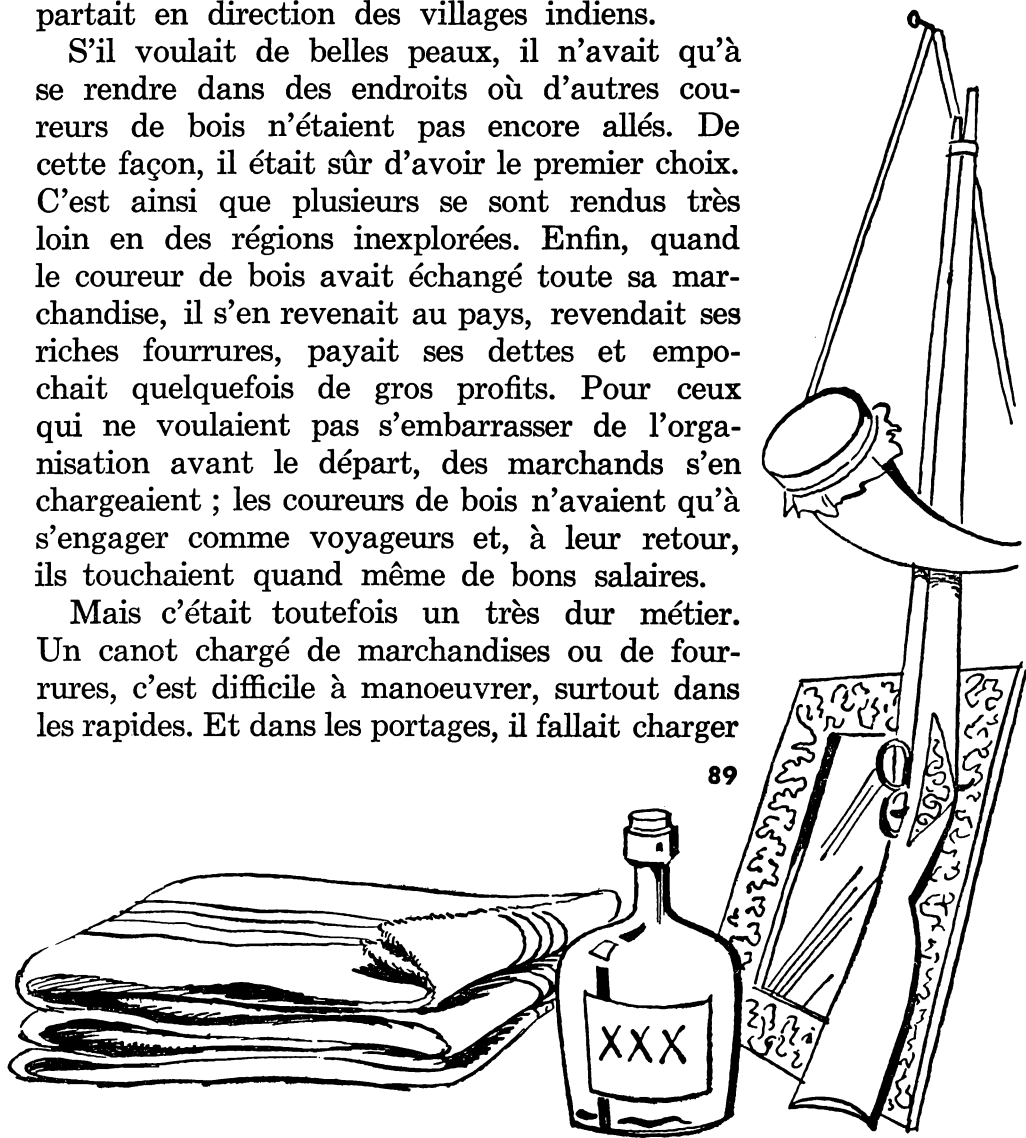 partait en direction des villages indiens.
S'il voulait de belles peaux, il n'avait qu'à
se rendre dans des endroits où d'autres cou-
reurs de bois n'étaient pas encore allés. De
cette façon, il était sûr d'avoir le premier choix.
C'est ainsi que plusieurs se sont rendus très
loin en des régions inexplorées. Enfin, quand
le coureur de bois avait échangé toute sa mar-
chandise, il s'en revenait au pays, revendait ses
riches fourrures, payait ses dettes et empo-
chait quelquefois de gros profits. Pour ceux
qui ne voulaient pas s'embarrasser de l'orga-
nisation avant le départ, des marchands s'en
chargeaient ; les coureurs de bois n'avaient qu'à
s'engager comme voyageurs et, à leur retour,
ils touchaient quand même de bons salaires.
Mais c'était toutefois un très dur métier.
Un canot chargé de marchandises ou de four-
rures, c'est difficile à manoeuvrer, surtout dans
les rapides. Et dans les portages, il fallait charger
89
XXX